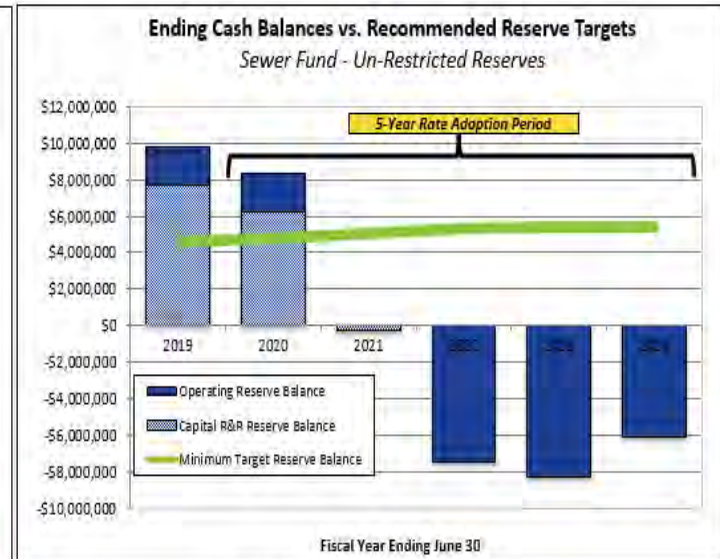 Ending Cash Balances vs. Recommended Reserve Targets
Sewer Fund - Un-Restricted Reserves
$12,000,000
5-Year Rate Adoption Period
$10,000,000
$8,000,000
$6,000,000
$4,000,000
$2,000,000
$0
2019 2020 2021
-$2,000,000
Operating Reserve Balance
-$4,000,000
Capital R&R Reserve Balance
-$6,000,000
Minimum Target Reserve Balance
-$8,000,000
-$10,000,000
Fiscal Year Ending June 30